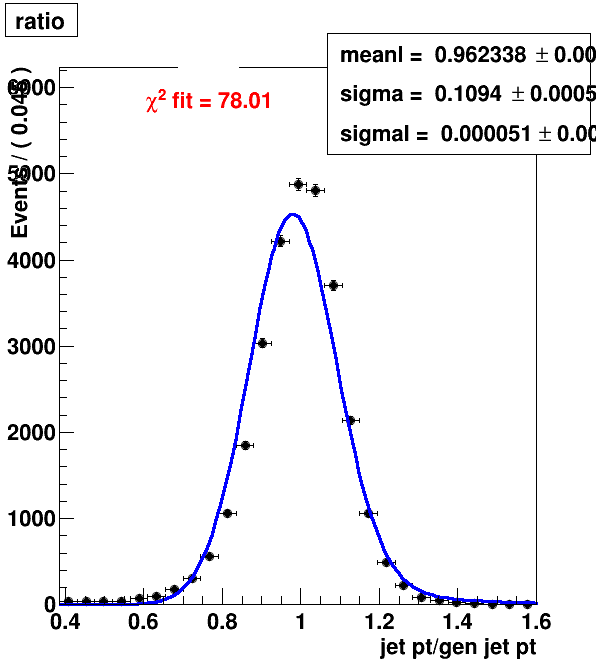 ratio
meanl = 0.962338 ± 0.00
sigma = 0.1094 ± 0.0005
sigmal = 0.000051 ± 0.00
χ² fit = 78.01
Events / ( 0.045 )
6000
5000
4000
3000
2000
1000
0
0.4 0.6 0.8 1 1.2 1.4 1.6
jet pt/gen jet pt